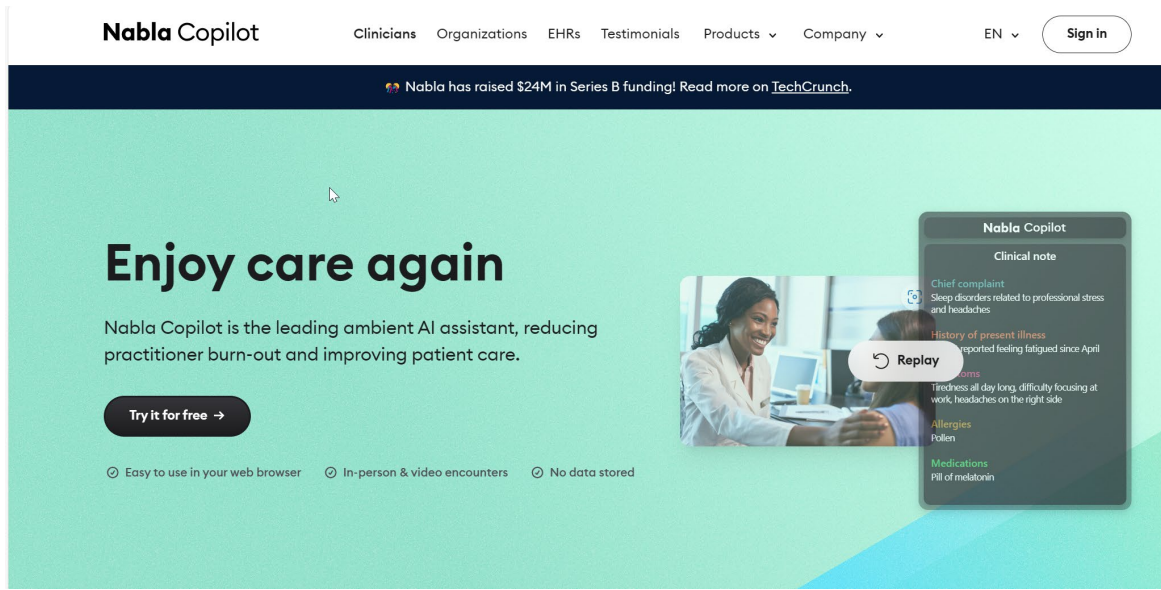 Nabla Copilot
Clinicians
Organizations
EHRs
Testimonials
Products
Company
EN
Sign in
Nabla has raised $24M in Series B funding! Read more on TechCrunch.
Enjoy care again
Nabla Copilot is the leading ambient AI assistant, reducing
practitioner burn-out and improving patient care.
Try it for free →
Easy to use in your web browser
In-person & video encounters
No data stored
Replay
Nabla Copilot
Clinical note
Chief complaint
Sleep disorders related to professional stress
and headaches
History of present illness
reported feeling fatigued since April
Tiredness all day long, difficulty focusing at
work, headaches on the right side
Allergies
Pollen
Medications
Pill of melatonin